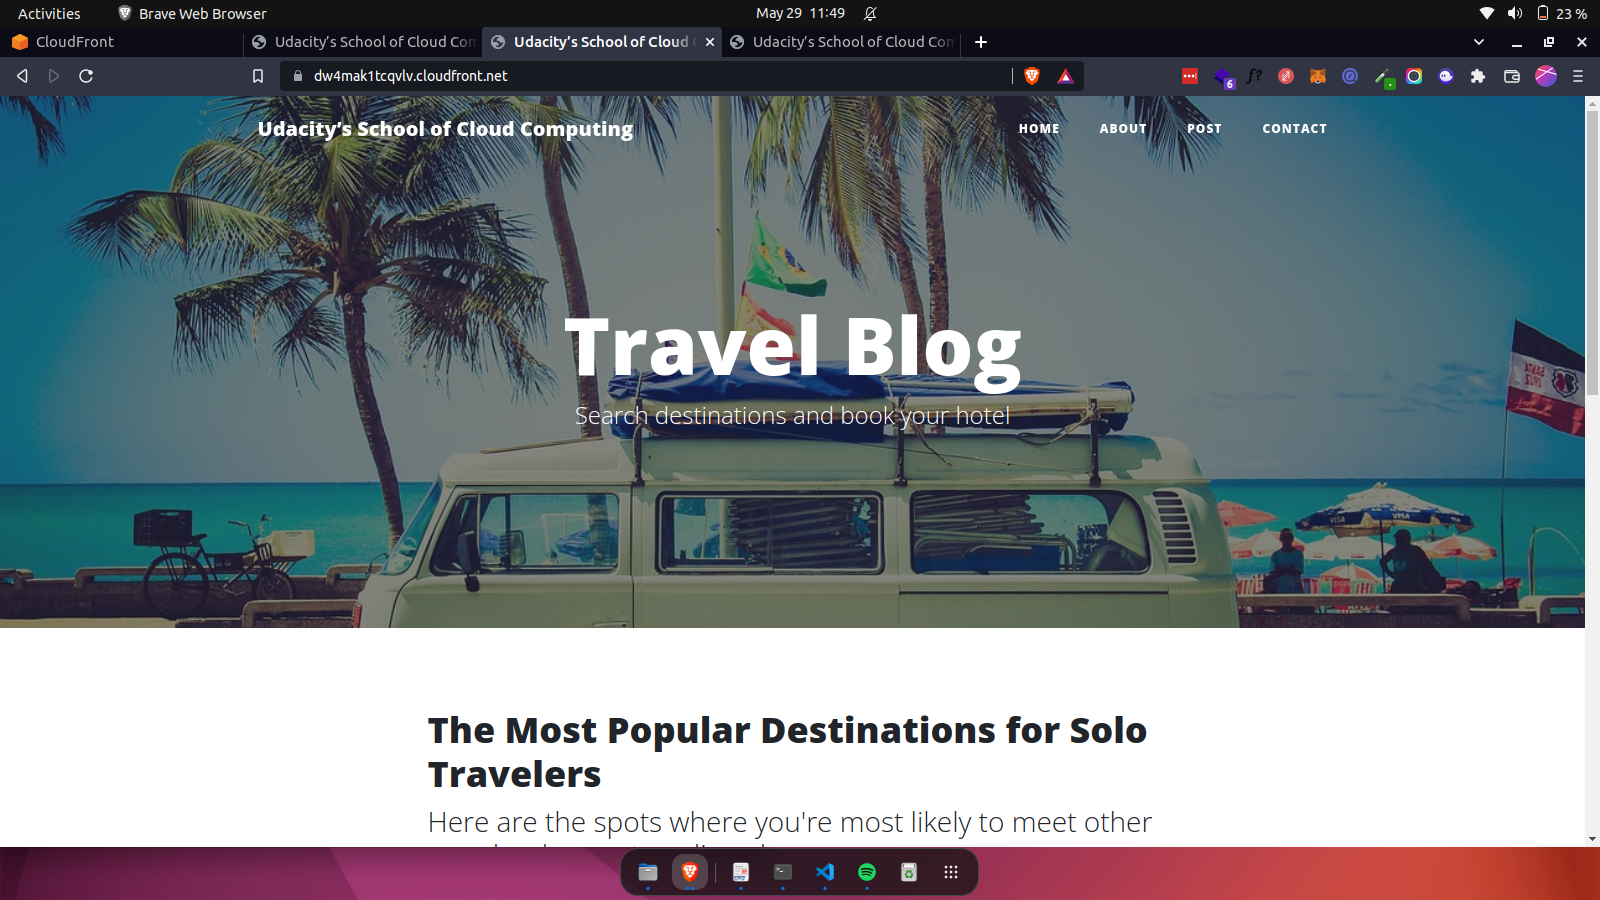 Activities
Brave Web Browser
May 29 11:49
23 %
CloudFront
Udacity’s School of Cloud Con
Udacity’s School of Cloud
Udacity’s School of Cloud Con
dw4mak1tcqvlv.cloudfront.net
6
Udacity’s School of Cloud Computing
HOME
ABOUT
POST
CONTACT
Travel Blog
Search destinations and book your hotel
VISA
VISA
The Most Popular Destinations for Solo
Travelers
Here are the spots where you're most likely to meet other